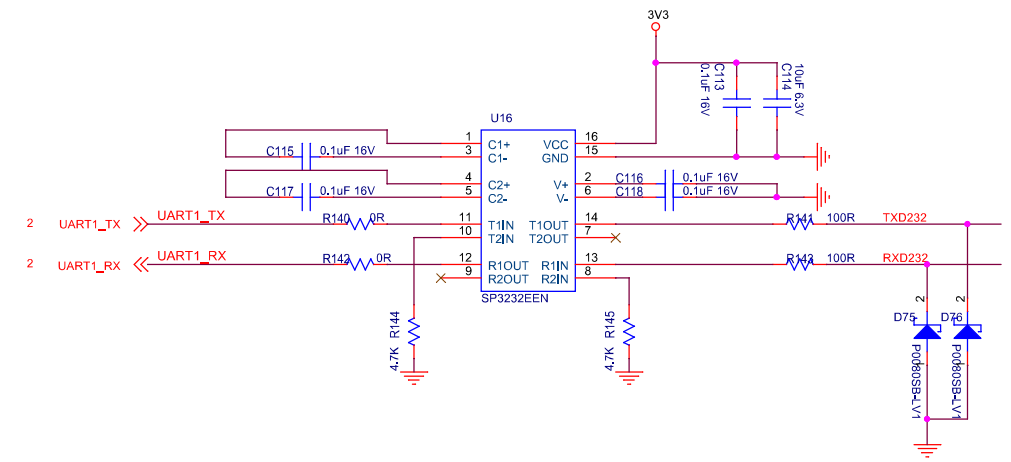 3V3
C113
0.1uF 16V
C114
10uF 6.3V
U16
1 C1+ VCC 16
3 C1- GND 15
C115 0.1uF 16V
4 C2+ V+ 2
5 C2- V- 6
C117 0.1uF 16V
C116 0.1uF 16V
C118 0.1uF 16V
2 UART1_TX UART1_TX R140 0R 11 T1IN T1OUT 14 R141 100R TXD232
10 T2IN T2OUT 7
2 UART1_RX UART1_RX R142 0R 12 R1OUT R1IN 13 R143 100R RXD232
9 R2OUT R2IN 8
SP3232EEN
4.7K R144
4.7K R145
2 2
D75 D76
P0080SB-LV1
P0080SB-LV1